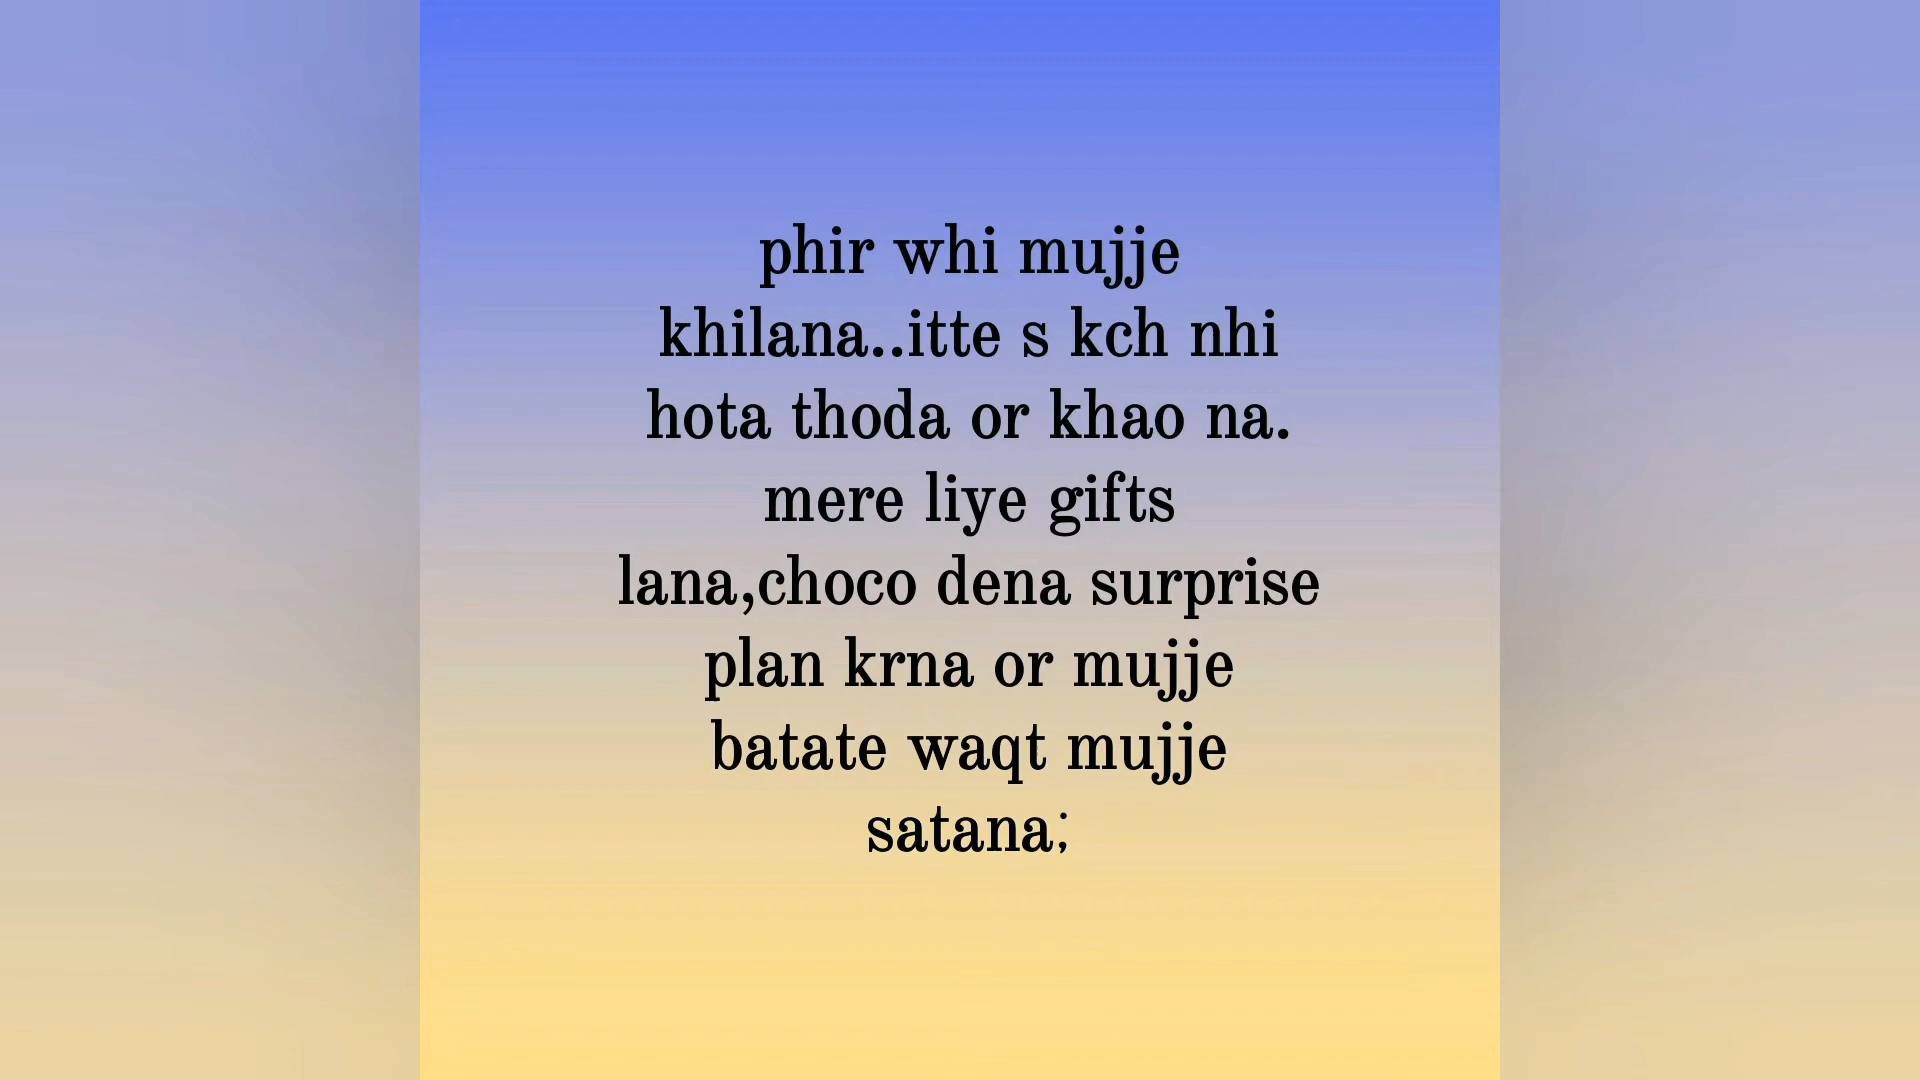 phir whi mujje
khilana..itte s kch nhi
hota thoda or khao na.
mere liye gifts
lana,choco dena surprise
plan krna or mujje
batate waqt mujje
satana;